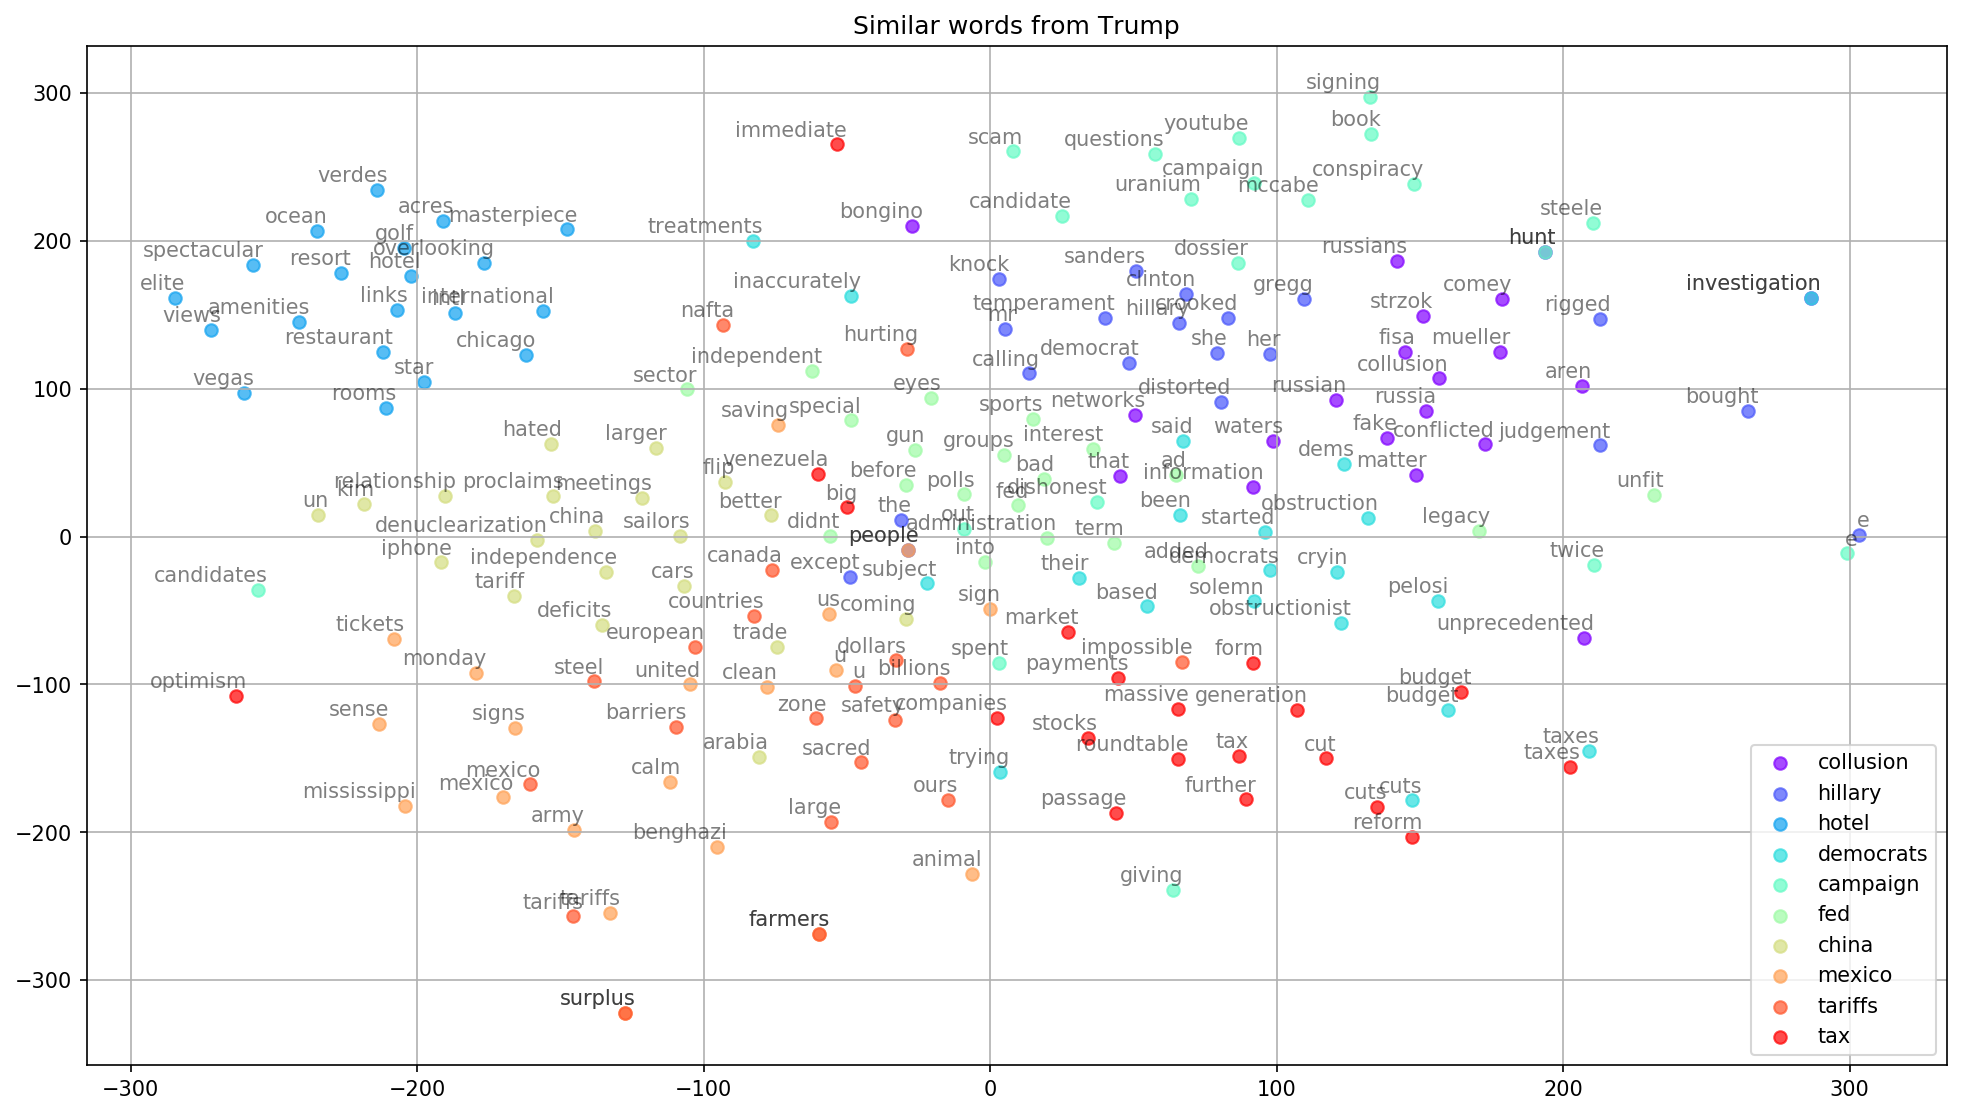 Similar words from Trump
signing
book
youtube
immediate
scam
questions
campaign
conspiracy
verdes
uranium
mccabe
acres
masterpiece
candidate
steele
ocean
bongino
golf
treatments
hunt
spectacular
overlooking
resort
hotel
knock
sanders
dossier
russians
elite
inaccurately
clinton
gregg
comey
investigation
views
amenities
links
intl
international
nafta
temperament
mr
hillary
crooked
strzok
rigged
restaurant
chicago
hurting
independent
democrat
she
her
fisa
mueller
star
calling
collusion
vegas
rooms
sector
eyes
distorted
russian
aren
saving
special
sports
networks
russia
bought
hated
larger
gun
groups
interest
said
waters
fake
conflicted
judgement
flip
venezuela
before
bad
that
ad
information
dems
matter
un
kim
relationship
proclaims
meetings
better
big
polls
fed
dishonest
been
obstruction
unfit
denuclearization
china
sailors
didnt
the
out
administration
term
started
legacy
e
iphone
independence
canada
people
into
added
democrats
cryin
twice
e
candidates
tariff
cars
except
subject
their
solemn
pelosi
deficits
countries
us
coming
sign
based
obstructionist
tickets
european
trade
dollars
market
unprecedented
monday
steel
united
clean
u
u
billions
spent
payments
impossible
form
optimism
budget
budget
sense
signs
barriers
zone
safety
companies
massive
generation
arabia
sacred
stocks
roundtable
tax
cut
taxes
taxes
mexico
mexico
calm
trying
mississippi
army
large
ours
passage
further
cuts
cuts
reform
benghazi
animal
giving
tariffs
tariffs
farmers
surplus
300
200
100
0
−100
−200
−300
−300
−200
−100
0
100
200
300
collusion
hillary
hotel
democrats
campaign
fed
china
mexico
tariffs
tax